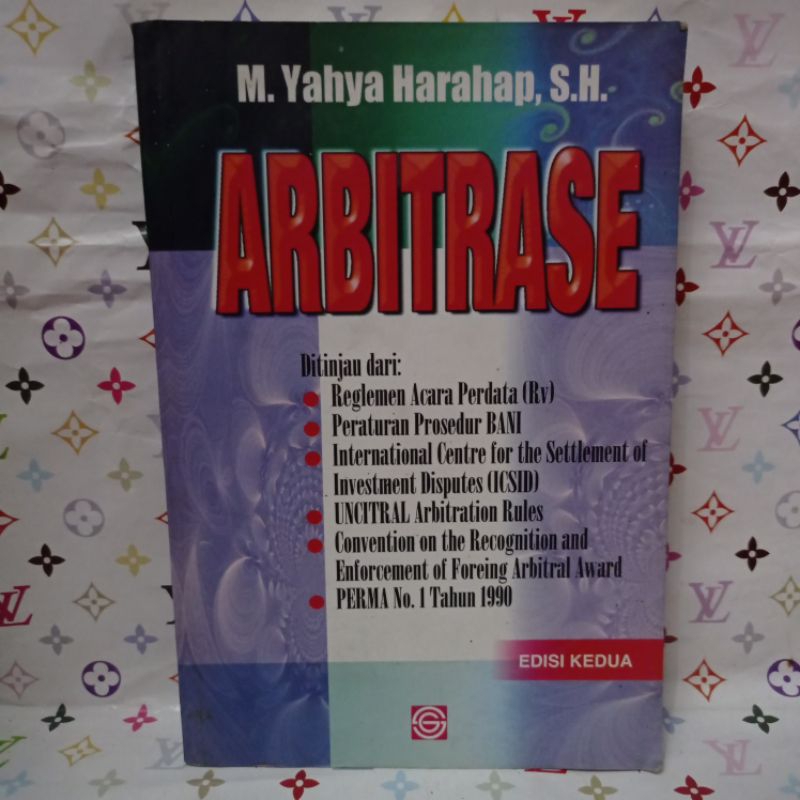 M. Yahya Harahap, S.H.
ARBITRASE
Ditinjau dari:
Reglemen Acara Perdata (Rv)
Peraturan Prosedur BANI
International Centre for the Settlement of
Investment Disputes (ICSID)
UNCITRAL Arbitration Rules
Convention on the Recognition and
Enforcement of Foreing Arbitral Award
PERMA No. 1 Tahun 1990
EDISI KEDUA